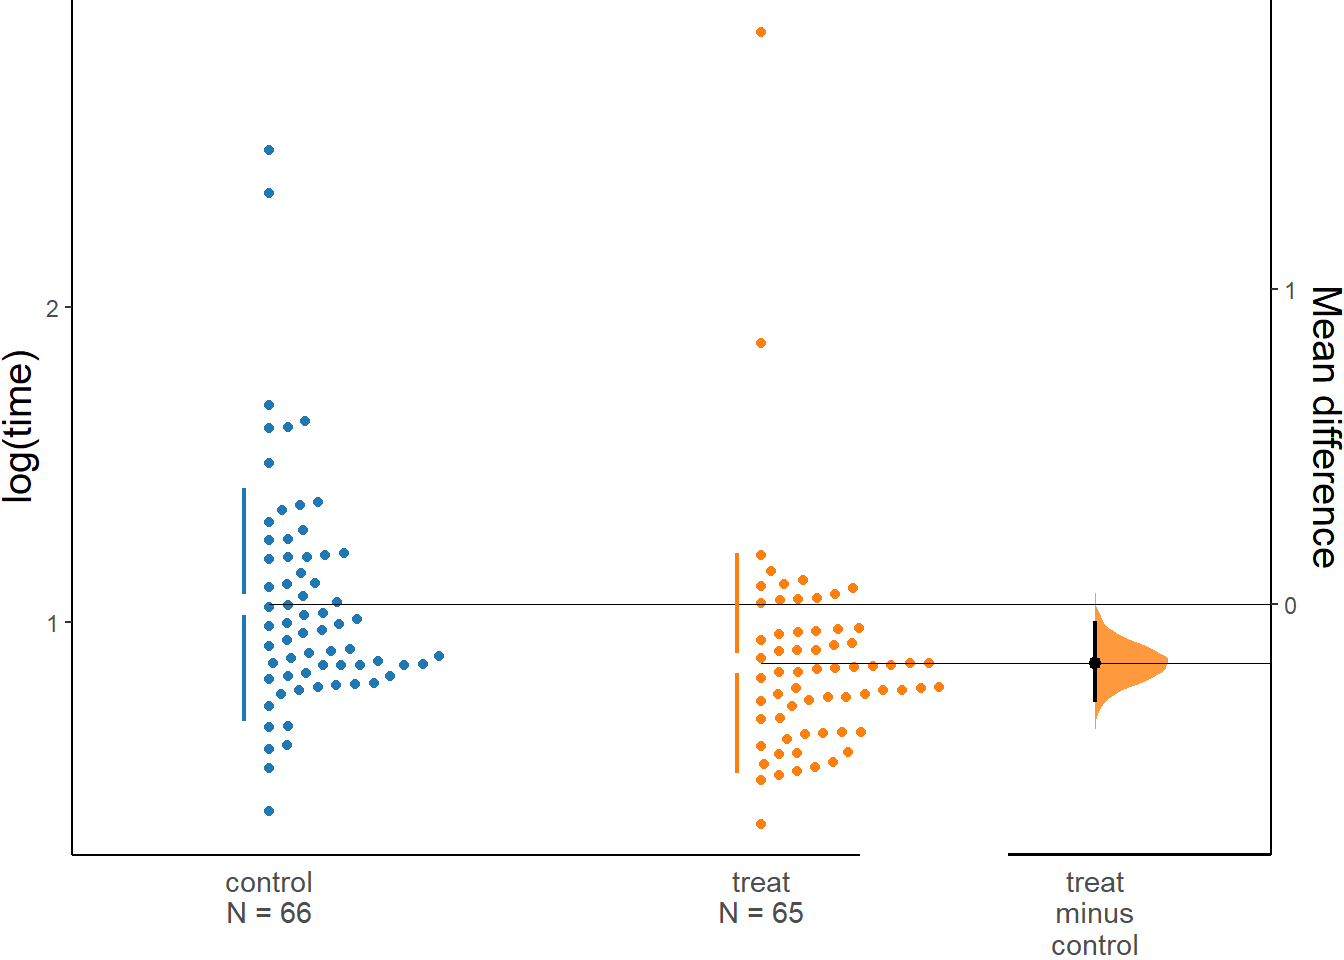 log(time)
2
1
1
0
Mean difference
control
N = 66
treat
N = 65
treat
minus
control